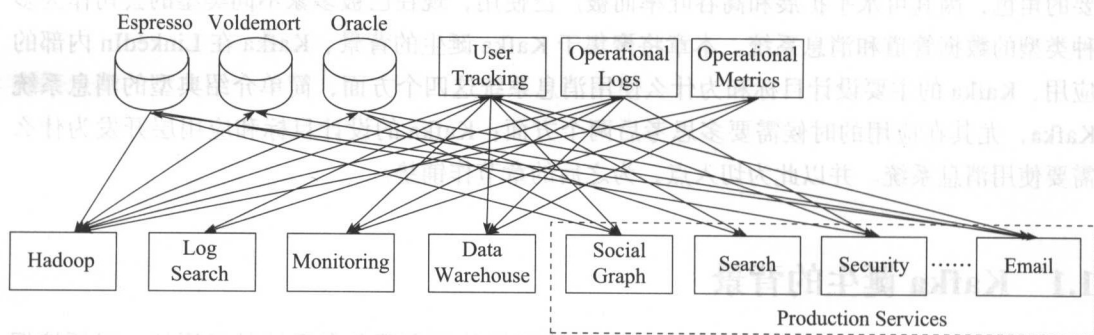 Espresso Voldemort Oracle
User Tracking
Operational Logs
Operational Metrics
Hadoop
Log Search
Monitoring
Data Warehouse
Social Graph
Search
Security
……
Email
Production Services